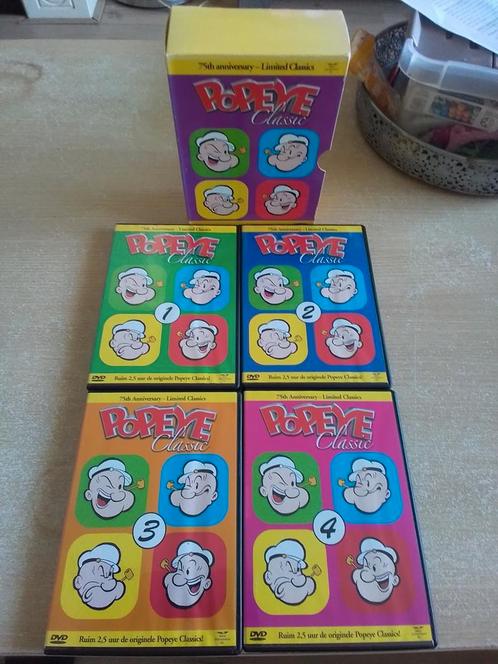 75th anniversary - Limited Classics
POPEYE
Classic
75th Anniversary - Limited Classics
POPEYE
Classic
1
DVD
Ruim 2,5 uur de originele Popeye Classics!
75th Anniversary - Limited Classics
POPEYE
Classic
2
DVD
Ruim 2,5 uur de originele Popeye Classics!
75th Anniversary - Limited Classics
POPEYE
Classic
3
DVD
Ruim 2,5 uur de originele Popeye Classics!
75th Anniversary - Limited Classics
POPEYE
Classic
4
DVD
Ruim 2,5 uur de originele Popeye Classics!